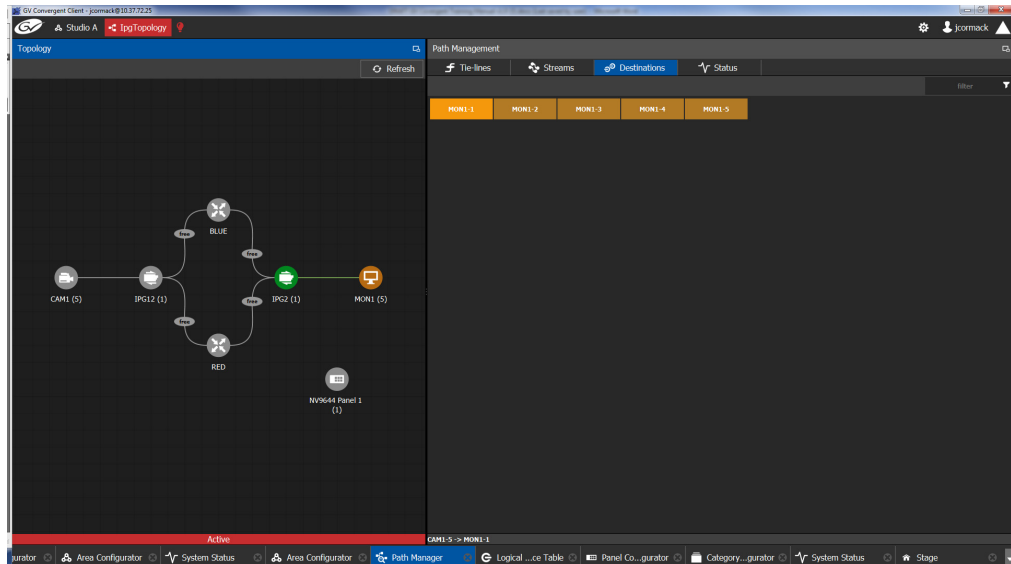 GV Convergent Client - jcormack@10.37.72.25
GV Studio A IpgTopology jcormack
Topology
Refresh
BLUE
free
free
CAM1 (5) IPG12 (1) IPG2 (1) MON1 (5)
free
free
RED
NV9644 Panel 1
(1)
Active
Path Management
Tie-lines Streams Destinations Status
filter
MON1-1 MON1-2 MON1-3 MON1-4 MON1-5
CAM1-5 -> MON1-1
urator Area Configurator System Status Area Configurator Path Manager Logical ...ce Table Panel Co...gurator Category...gurator System Status Stage